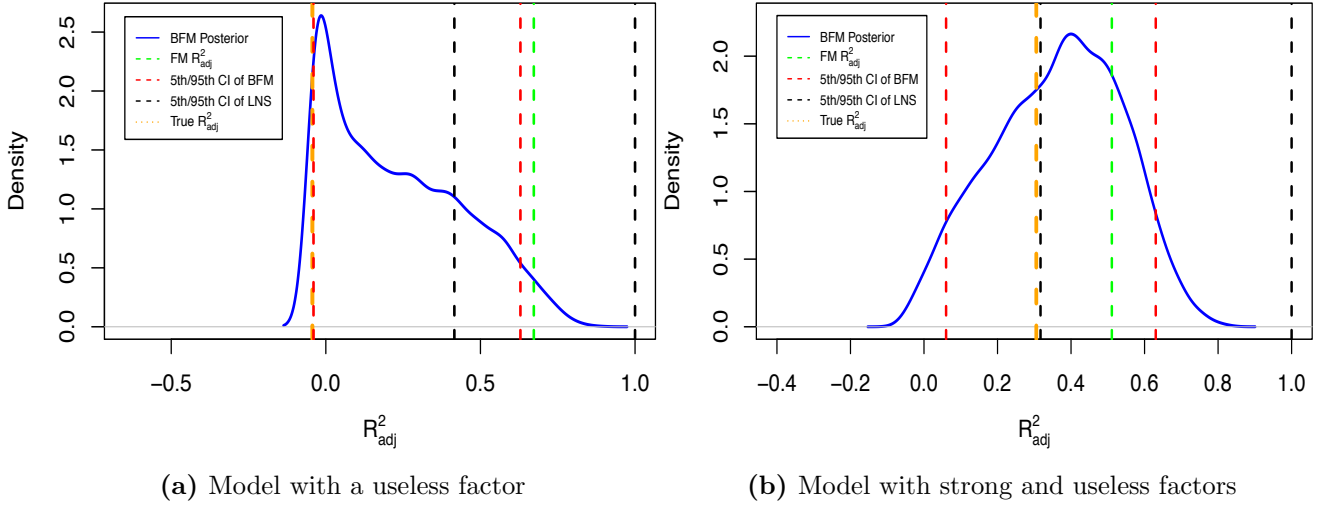 BFM Posterior
FM R²adj
5th/95th CI of BFM
5th/95th CI of LNS
True R²adj
Density
0.0
0.5
1.0
1.5
2.0
2.5
−0.5
0.0
0.5
1.0
R²adj
(a) Model with a useless factor
BFM Posterior
FM R²adj
5th/95th CI of BFM
5th/95th CI of LNS
True R²adj
Density
0.0
0.5
1.0
1.5
2.0
−0.4
−0.2
0.0
0.2
0.4
0.6
0.8
1.0
R²adj
(b) Model with strong and useless factors